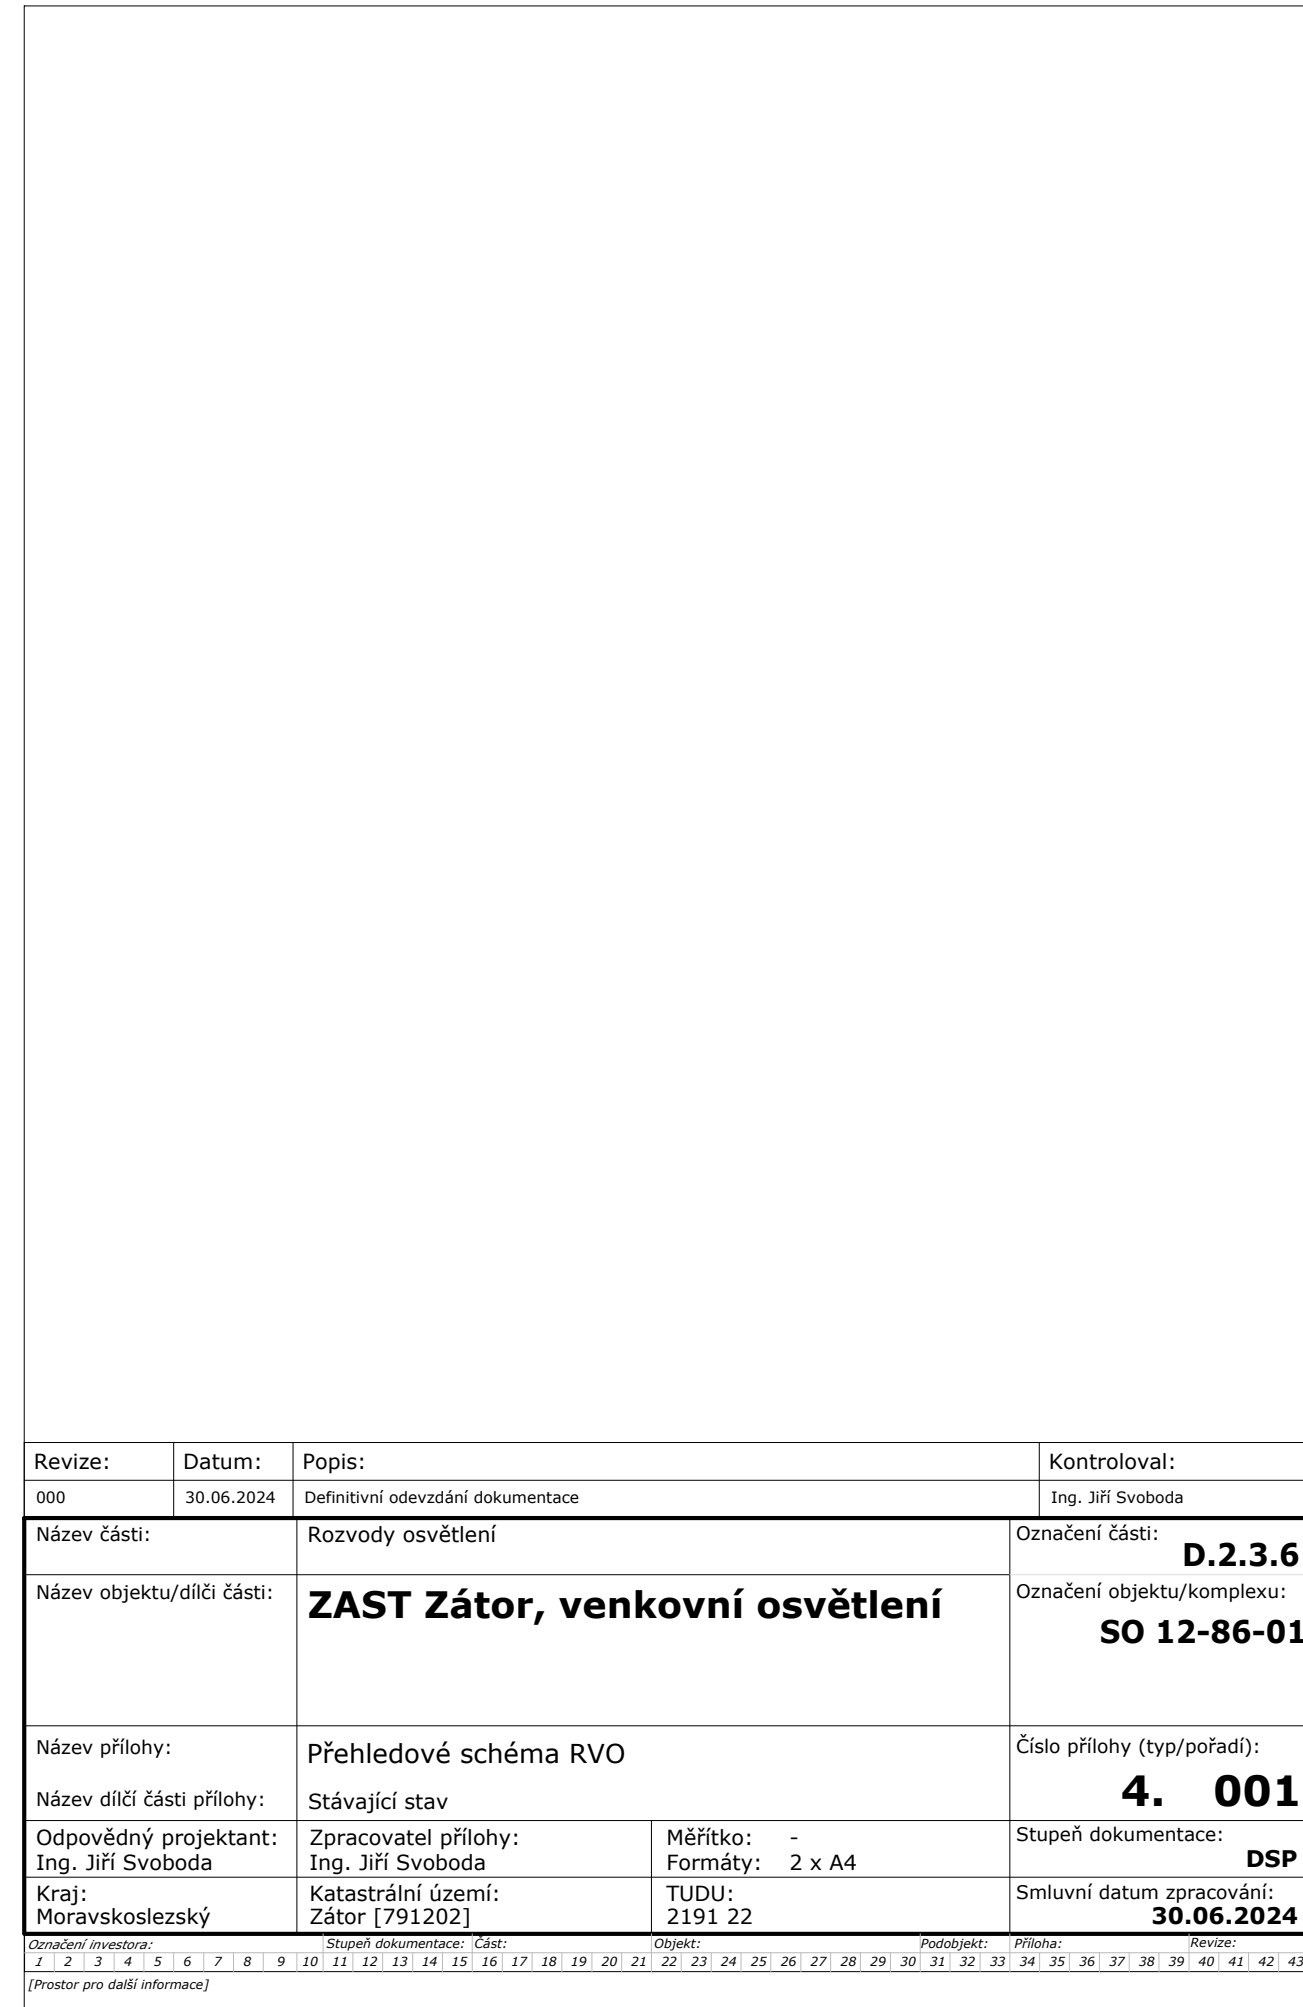 Revize: Datum: Popis: Kontroloval:
000 30.06.2024 Definitivní odevzdání dokumentace Ing. Jiří Svoboda
Název části: Rozvody osvětlení Označení části:
D.2.3.6
Název objektu/dílči části: ZAST Zátor, venkovní osvětlení Označení objektu/komplexu:
SO 12-86-01
Název přílohy: Přehledové schéma RVO Číslo přílohy (typ/pořadí):
4. 001
Název dílčí části přílohy: Stávající stav
Odpovědný projektant: Zpracovatel přílohy: Měřítko: - Stupeň dokumentace:
Ing. Jiří Svoboda Ing. Jiří Svoboda Formáty: 2 x A4 DSP
Kraj: Katastrální území: TUDU: Smluvní datum zpracování:
Moravskoslezský Zátor [791202] 2191 22 30.06.2024
Označení investora: Stupeň dokumentace: Část: Objekt: Podobjekt: Příloha: Revize:
1 2 3 4 5 6 7 8 9 10 11 12 13 14 15 16 17 18 19 20 21 22 23 24 25 26 27 28 29 30 31 32 33 34 35 36 37 38 39 40 41 42 43
[Prostor pro další informace]